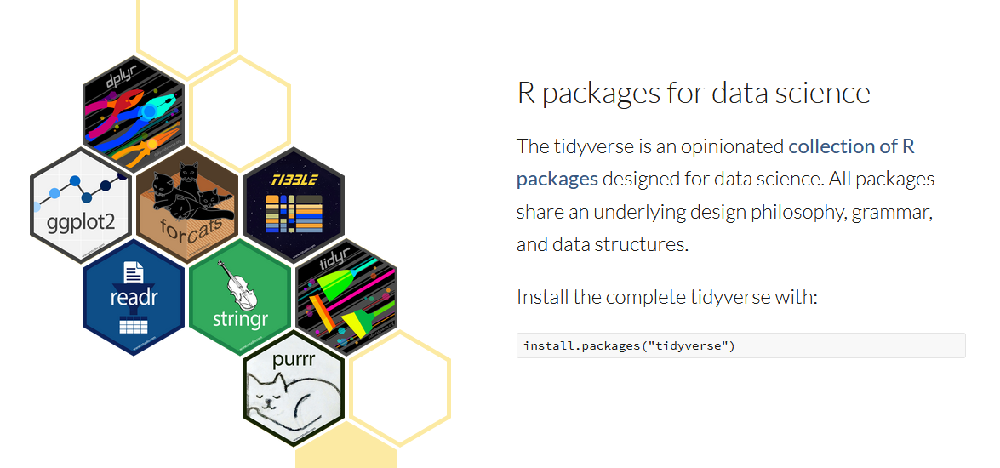 dplyr
ggplot2
forcats
TIBBLE
readr
stringr
tidyr
purrr
R packages for data science
The tidyverse is an opinionated collection of R
packages designed for data science. All packages
share an underlying design philosophy, grammar,
and data structures.
Install the complete tidyverse with:
install.packages("tidyverse")